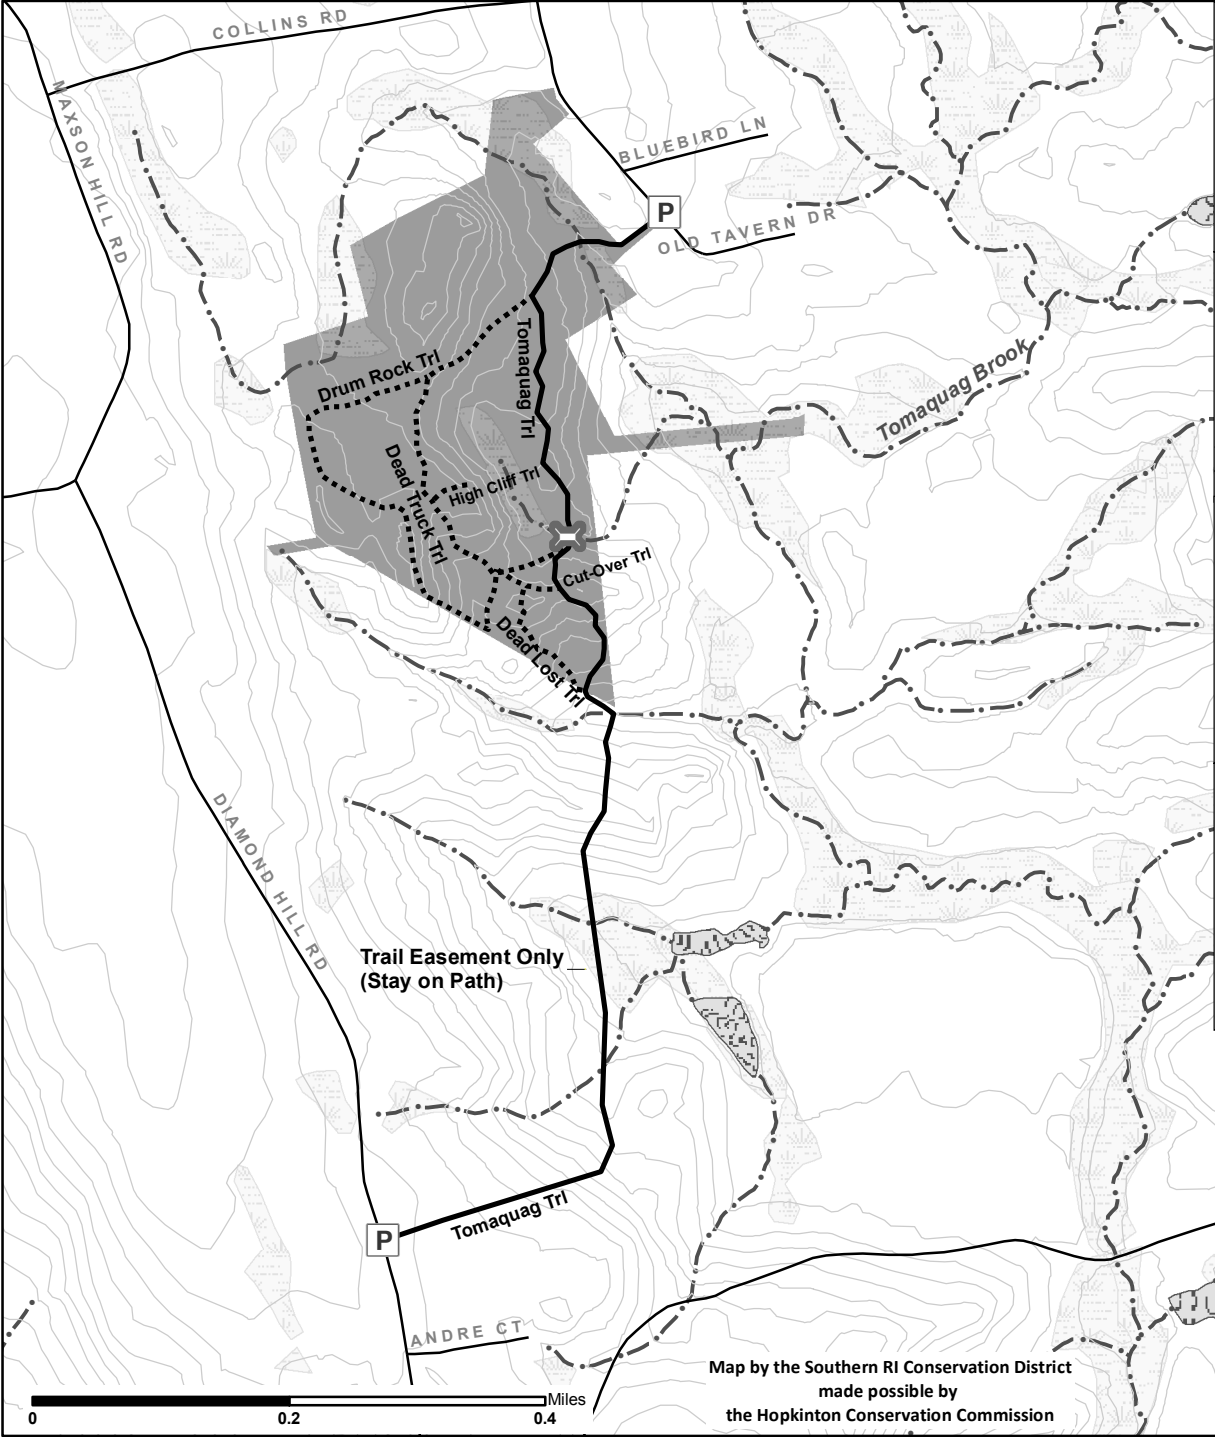 COLLINS RD
MAXSON HILL RD
BLUEBIRD LN
P
OLD TAVERN DR
Tomaquag Trl
Drum Rock Trl
Tomaquag Brook
Dead Truck Trl
High Cliff Trl
Cut-Over Trl
Dead Lost Trl
DIAMOND HILL RD
Trail Easement Only
(Stay on Path)
Tomaquag Trl
P
ANDRE CT
Map by the Southern RI Conservation District
made possible by
the Hopkinton Conservation Commission
Miles
0 0.2 0.4